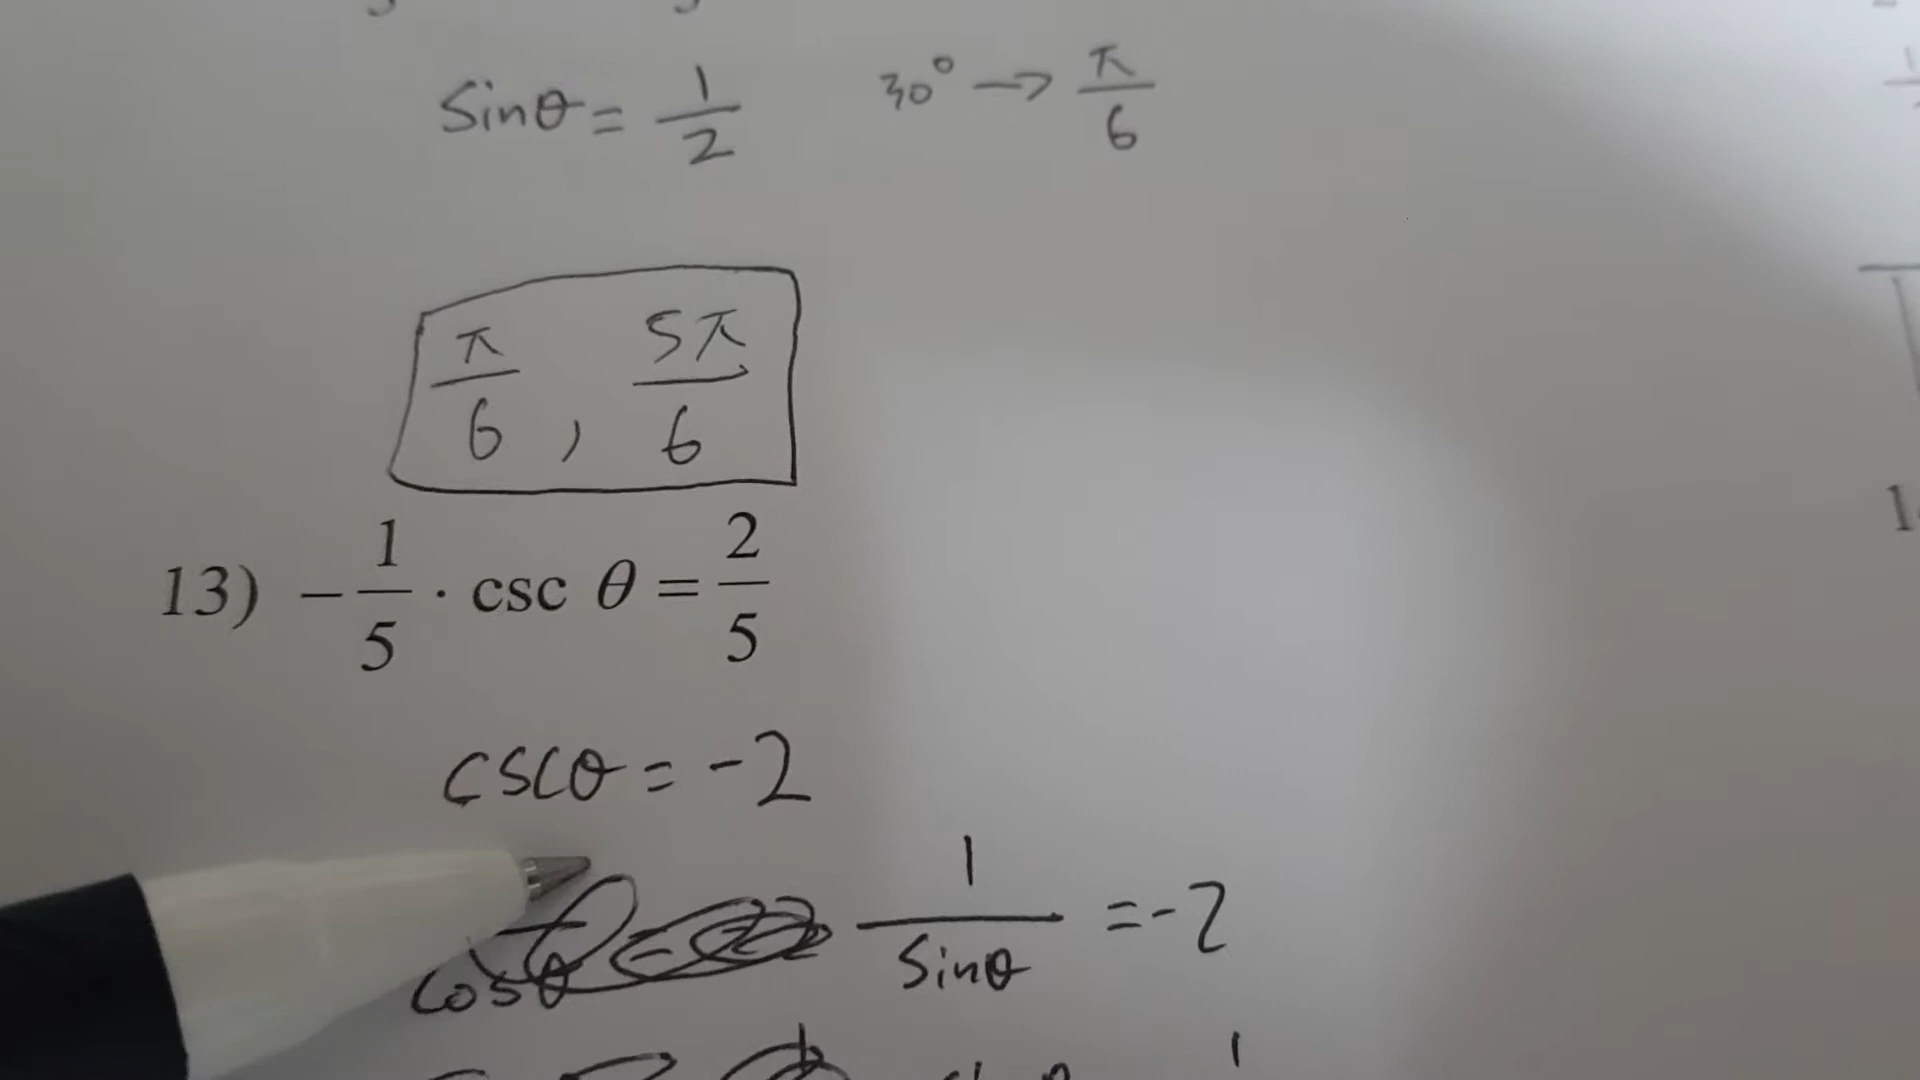 sinθ = 1/2 30° → π/6
π/6 , 5π/6
13) -1/5 · csc θ = 2/5
cscθ = -2
cosθ 1/sinθ = -2